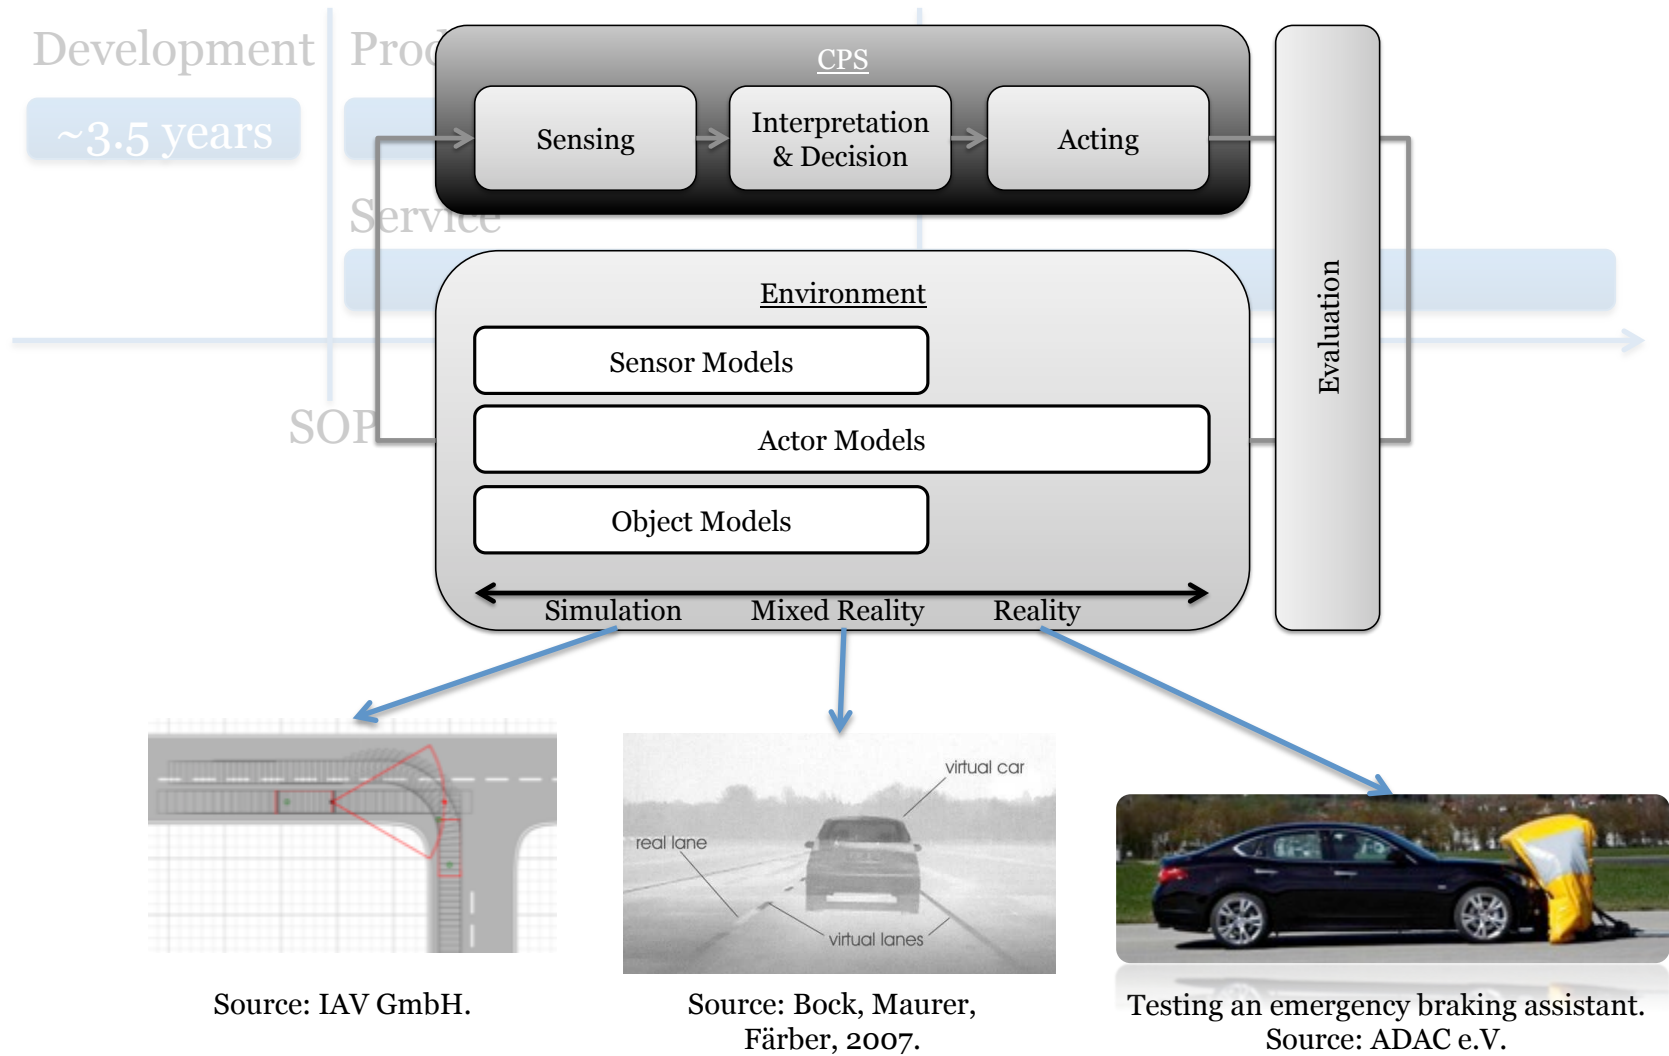 Development
Prod
CPS
~3.5 years
Sensing
Interpretation
& Decision
Acting
Service
Environment
Evaluation
Sensor Models
SOP
Actor Models
Object Models
Simulation
Mixed Reality
Reality
virtual car
real lane
virtual lanes
Source: IAV GmbH.
Source: Bock, Maurer,
Färber, 2007.
Testing an emergency braking assistant.
Source: ADAC e.V.